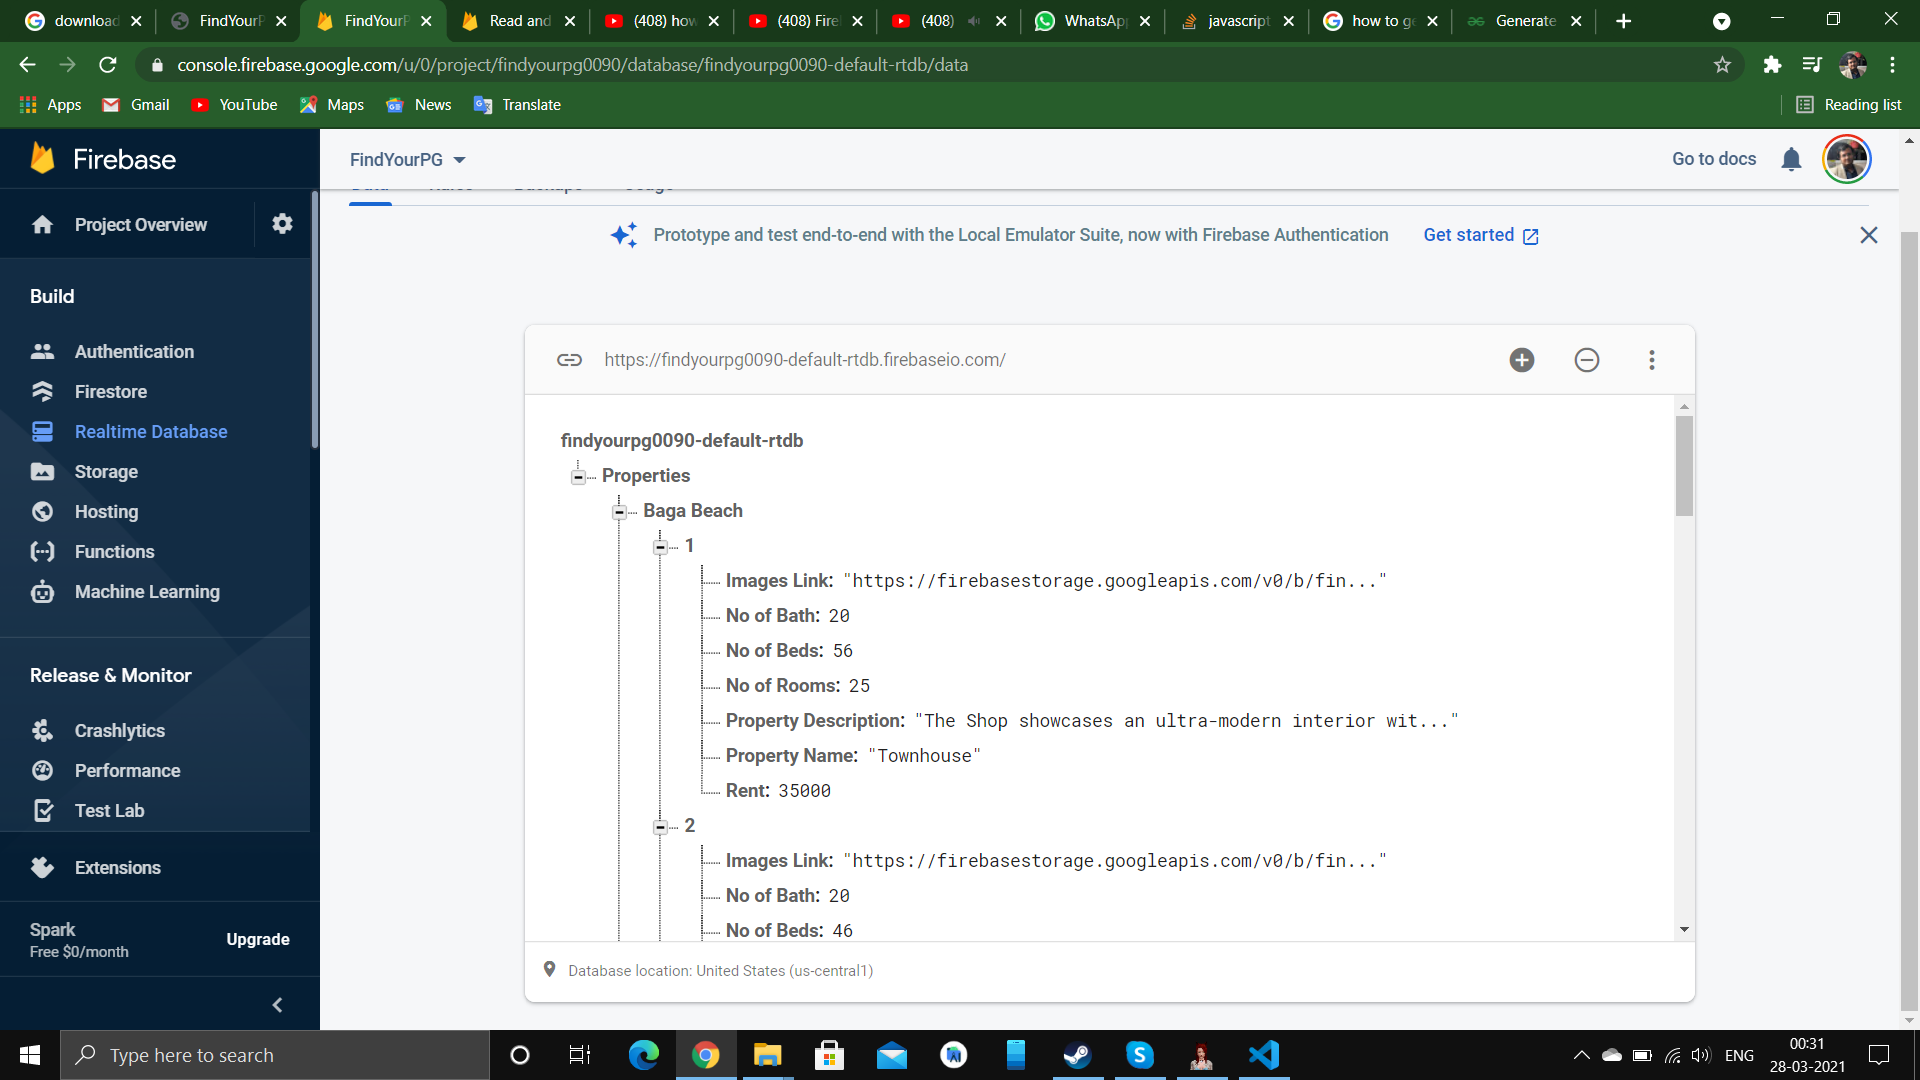 download
FindYourP
FindYourP
Read and
(408) how
(408) Fire
(408)
WhatsApp
javascript
how to ge
Generate
console.firebase.google.com/u/0/project/findyourpg0090/database/findyourpg0090-default-rtdb/data
Apps
Gmail
YouTube
Maps
News
Translate
Reading list
Firebase
FindYourPG
Go to docs
Data Rules Backups Usage
Project Overview
Prototype and test end-to-end with the Local Emulator Suite, now with Firebase Authentication
Get started
Build
Authentication
Firestore
Realtime Database
Storage
Hosting
Functions
Machine Learning
Release & Monitor
Crashlytics
Performance
Test Lab
Extensions
Spark
Free $0/month
Upgrade
https://findyourpg0090-default-rtdb.firebaseio.com/
findyourpg0090-default-rtdb
Properties
Baga Beach
1
Images Link: "https://firebasestorage.googleapis.com/v0/b/fin..."
No of Bath: 20
No of Beds: 56
No of Rooms: 25
Property Description: "The Shop showcases an ultra-modern interior wit..."
Property Name: "Townhouse"
Rent: 35000
2
Images Link: "https://firebasestorage.googleapis.com/v0/b/fin..."
No of Bath: 20
No of Beds: 46
Database location: United States (us-central1)
Type here to search
ENG
00:31
28-03-2021